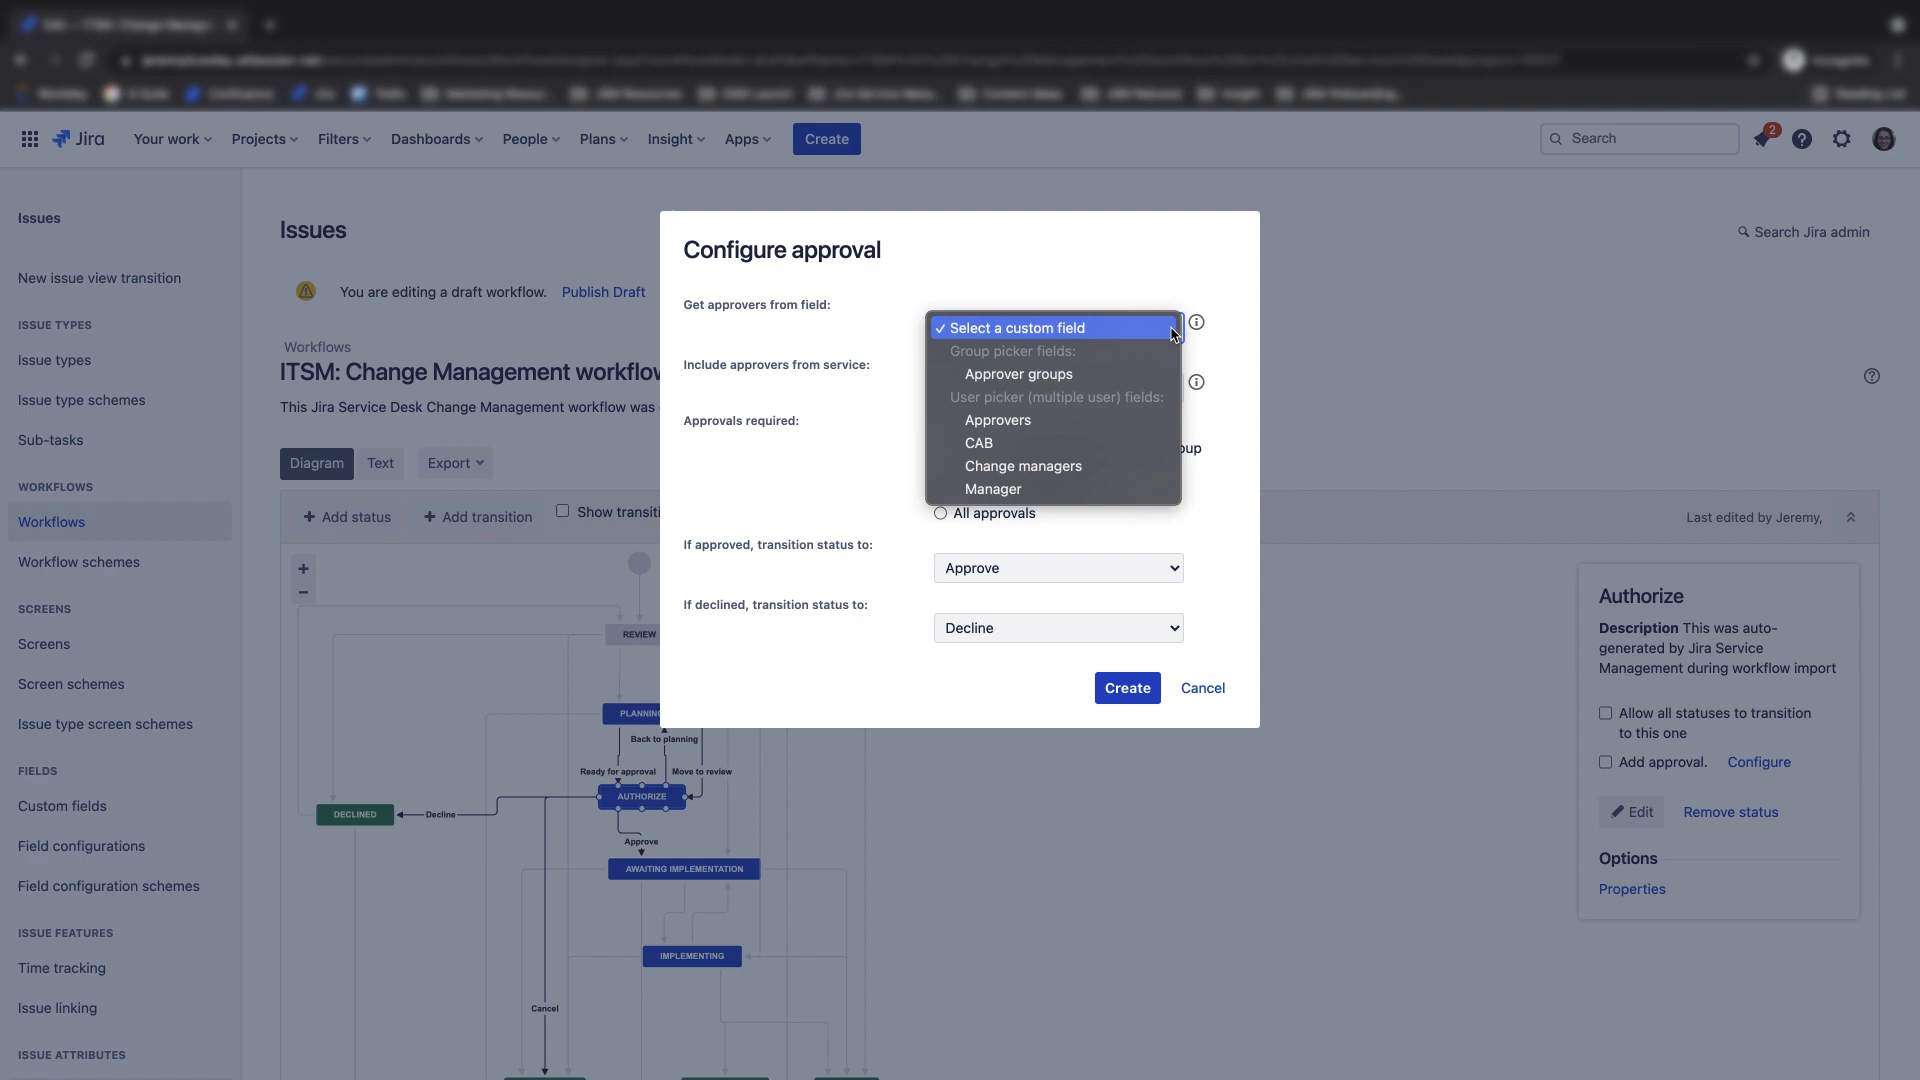 Jira
Your work
Projects
Filters
Dashboards
People
Plans
Insight
Apps
Create
Search
2
Issues
New issue view transition
ISSUE TYPES
Issue types
Issue type schemes
Sub-tasks
WORKFLOWS
Workflows
Workflow schemes
SCREENS
Screens
Screen schemes
Issue type screen schemes
FIELDS
Custom fields
Field configurations
Field configuration schemes
ISSUE FEATURES
Time tracking
Issue linking
ISSUE ATTRIBUTES
Issues
Search Jira admin
You are editing a draft workflow. Publish Draft
Workflows
ITSM: Change Management workflow
This Jira Service Desk Change Management workflow was
Diagram
Text
Export
Add status
Add transition
Show transiti
Last edited by Jeremy,
REVIEW
PLANNING
Back to planning
Ready for approval
Move to review
AUTHORIZE
DECLINED
Decline
Approve
AWAITING IMPLEMENTATION
IMPLEMENTING
Cancel
Configure approval
Get approvers from field:
Select a custom field
Group picker fields:
Approver groups
User picker (multiple user) fields:
Approvers
CAB
Change managers
Manager
Include approvers from service:
Approvals required:
oup
All approvals
If approved, transition status to:
Approve
If declined, transition status to:
Decline
Create
Cancel
Authorize
Description This was auto-
generated by Jira Service
Management during workflow import
Allow all statuses to transition
to this one
Add approval. Configure
Edit
Remove status
Options
Properties